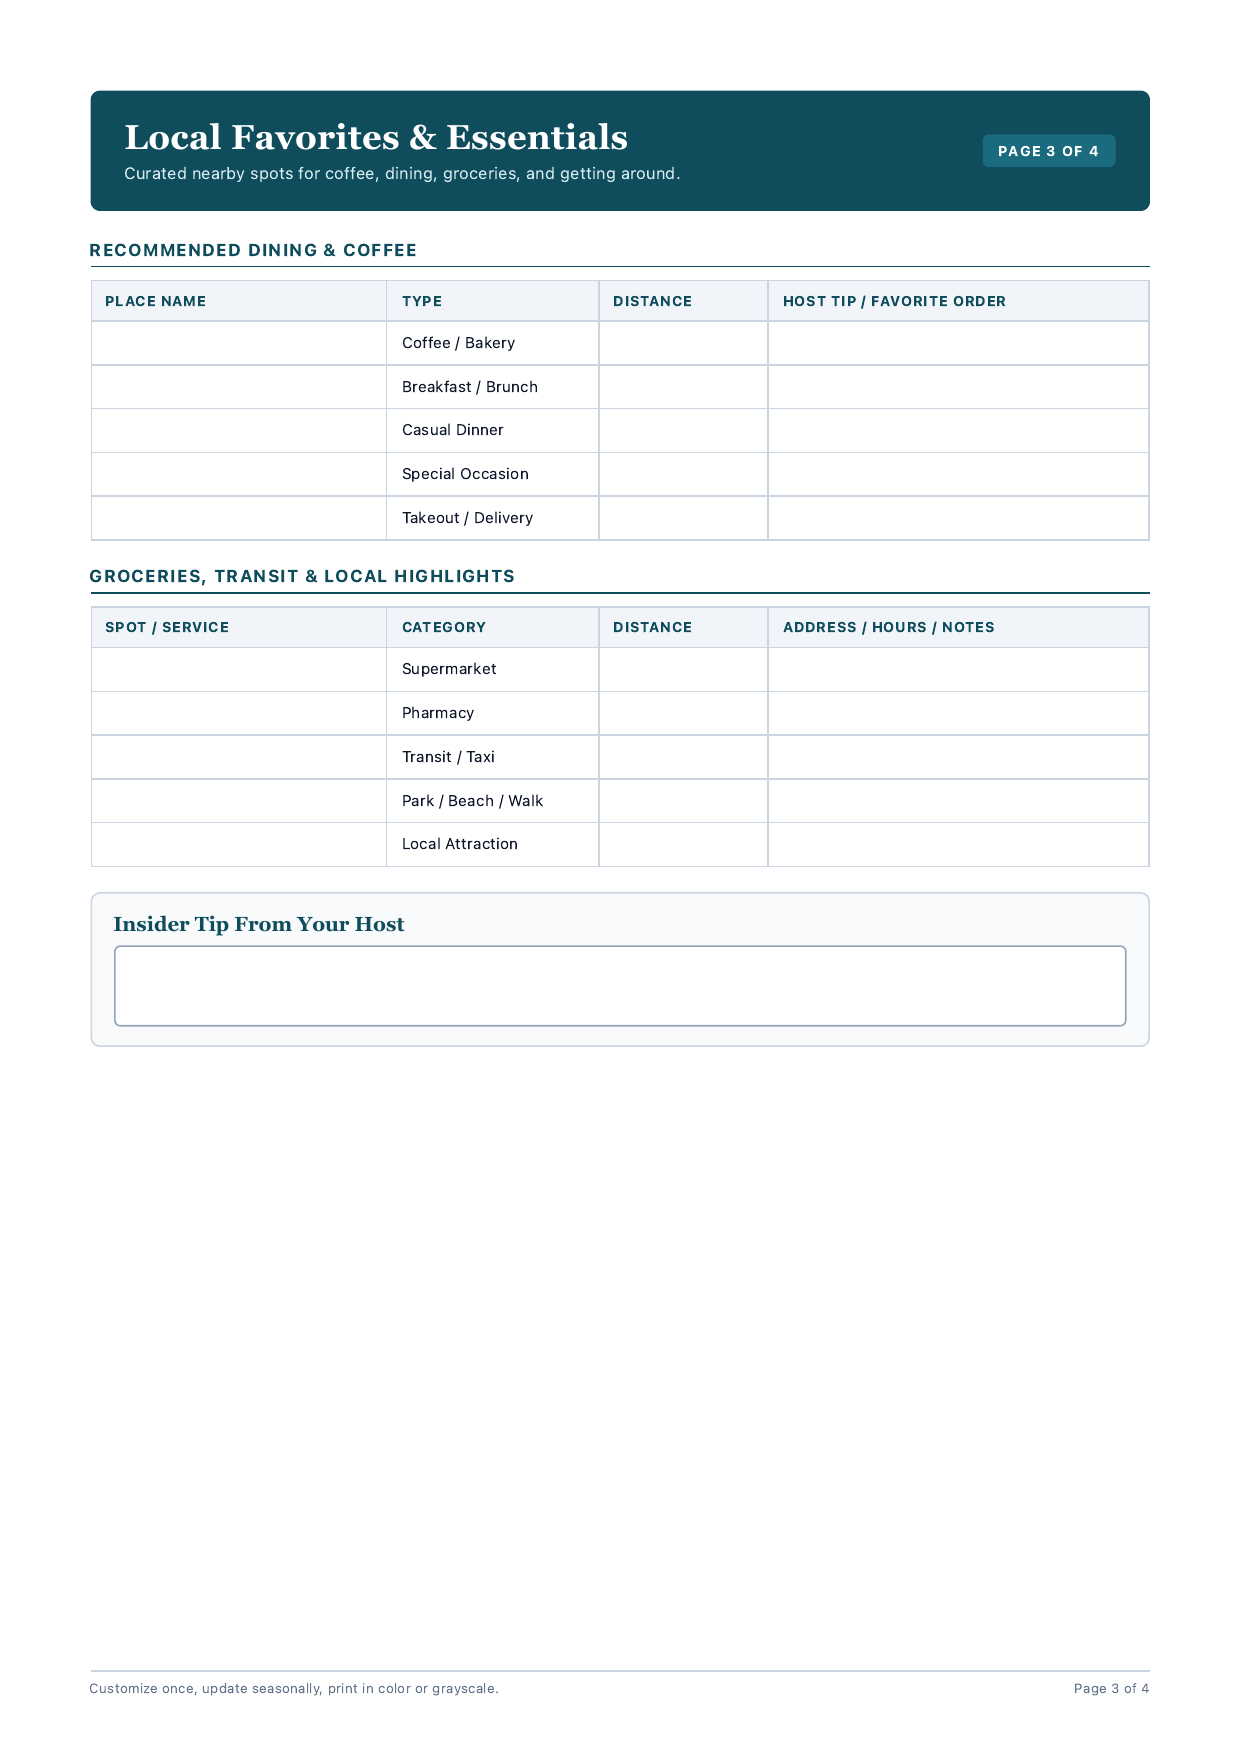 Local Favorites & Essentials
Curated nearby spots for coffee, dining, groceries, and getting around.
PAGE 3 OF 4
RECOMMENDED DINING & COFFEE
PLACE NAME TYPE DISTANCE HOST TIP / FAVORITE ORDER
Coffee / Bakery
Breakfast / Brunch
Casual Dinner
Special Occasion
Takeout / Delivery
GROCERIES, TRANSIT & LOCAL HIGHLIGHTS
SPOT / SERVICE CATEGORY DISTANCE ADDRESS / HOURS / NOTES
Supermarket
Pharmacy
Transit / Taxi
Park / Beach / Walk
Local Attraction
Insider Tip From Your Host
Customize once, update seasonally, print in color or grayscale.
Page 3 of 4